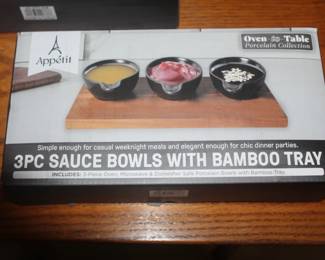 Appétit
Oven to Table
Porcelain Collection
Simple enough for casual weeknight meals and elegant enough for chic dinner parties.
3PC SAUCE BOWLS WITH BAMBOO TRAY
INCLUDES: 3-Piece Oven, Microwave & Dishwasher Safe Porcelain Bowls with Bamboo Tray